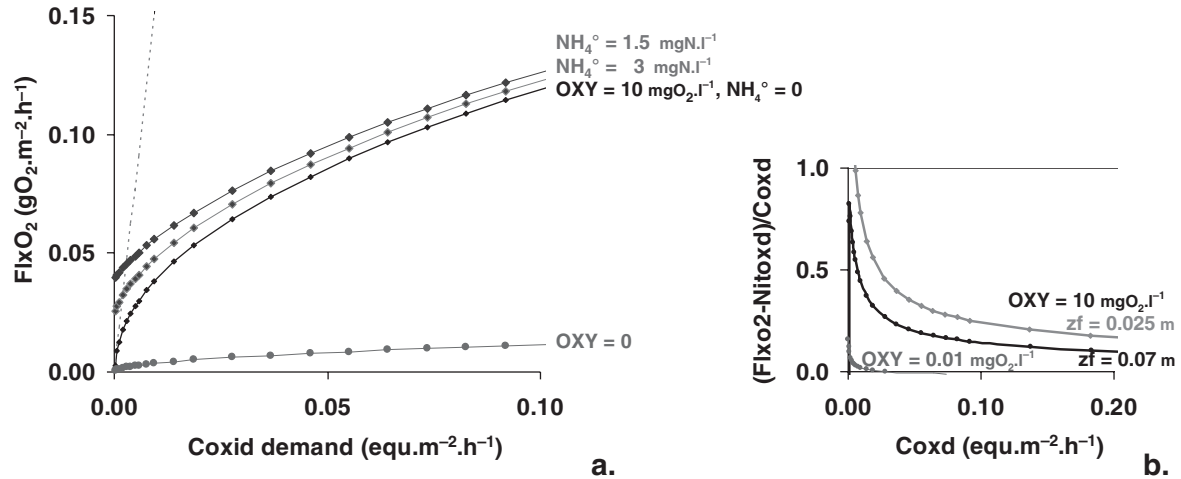 0.15
0.10
0.05
0.00
FlxO₂ (gO₂.m⁻².h⁻¹)
NH₄° = 1.5 mgN.l⁻¹
NH₄° = 3 mgN.l⁻¹
OXY = 10 mgO₂.l⁻¹, NH₄° = 0
OXY = 0
0.00 0.05 0.10
Coxid demand (equ.m⁻².h⁻¹)
a.
1.0
0.5
0.0
(Flxo2-Nitoxd)/Coxd
OXY = 10 mgO₂.l⁻¹
zf = 0.025 m
OXY = 0.01 mgO₂.l⁻¹
zf = 0.07 m
0.00 0.10 0.20
Coxd (equ.m⁻².h⁻¹)
b.